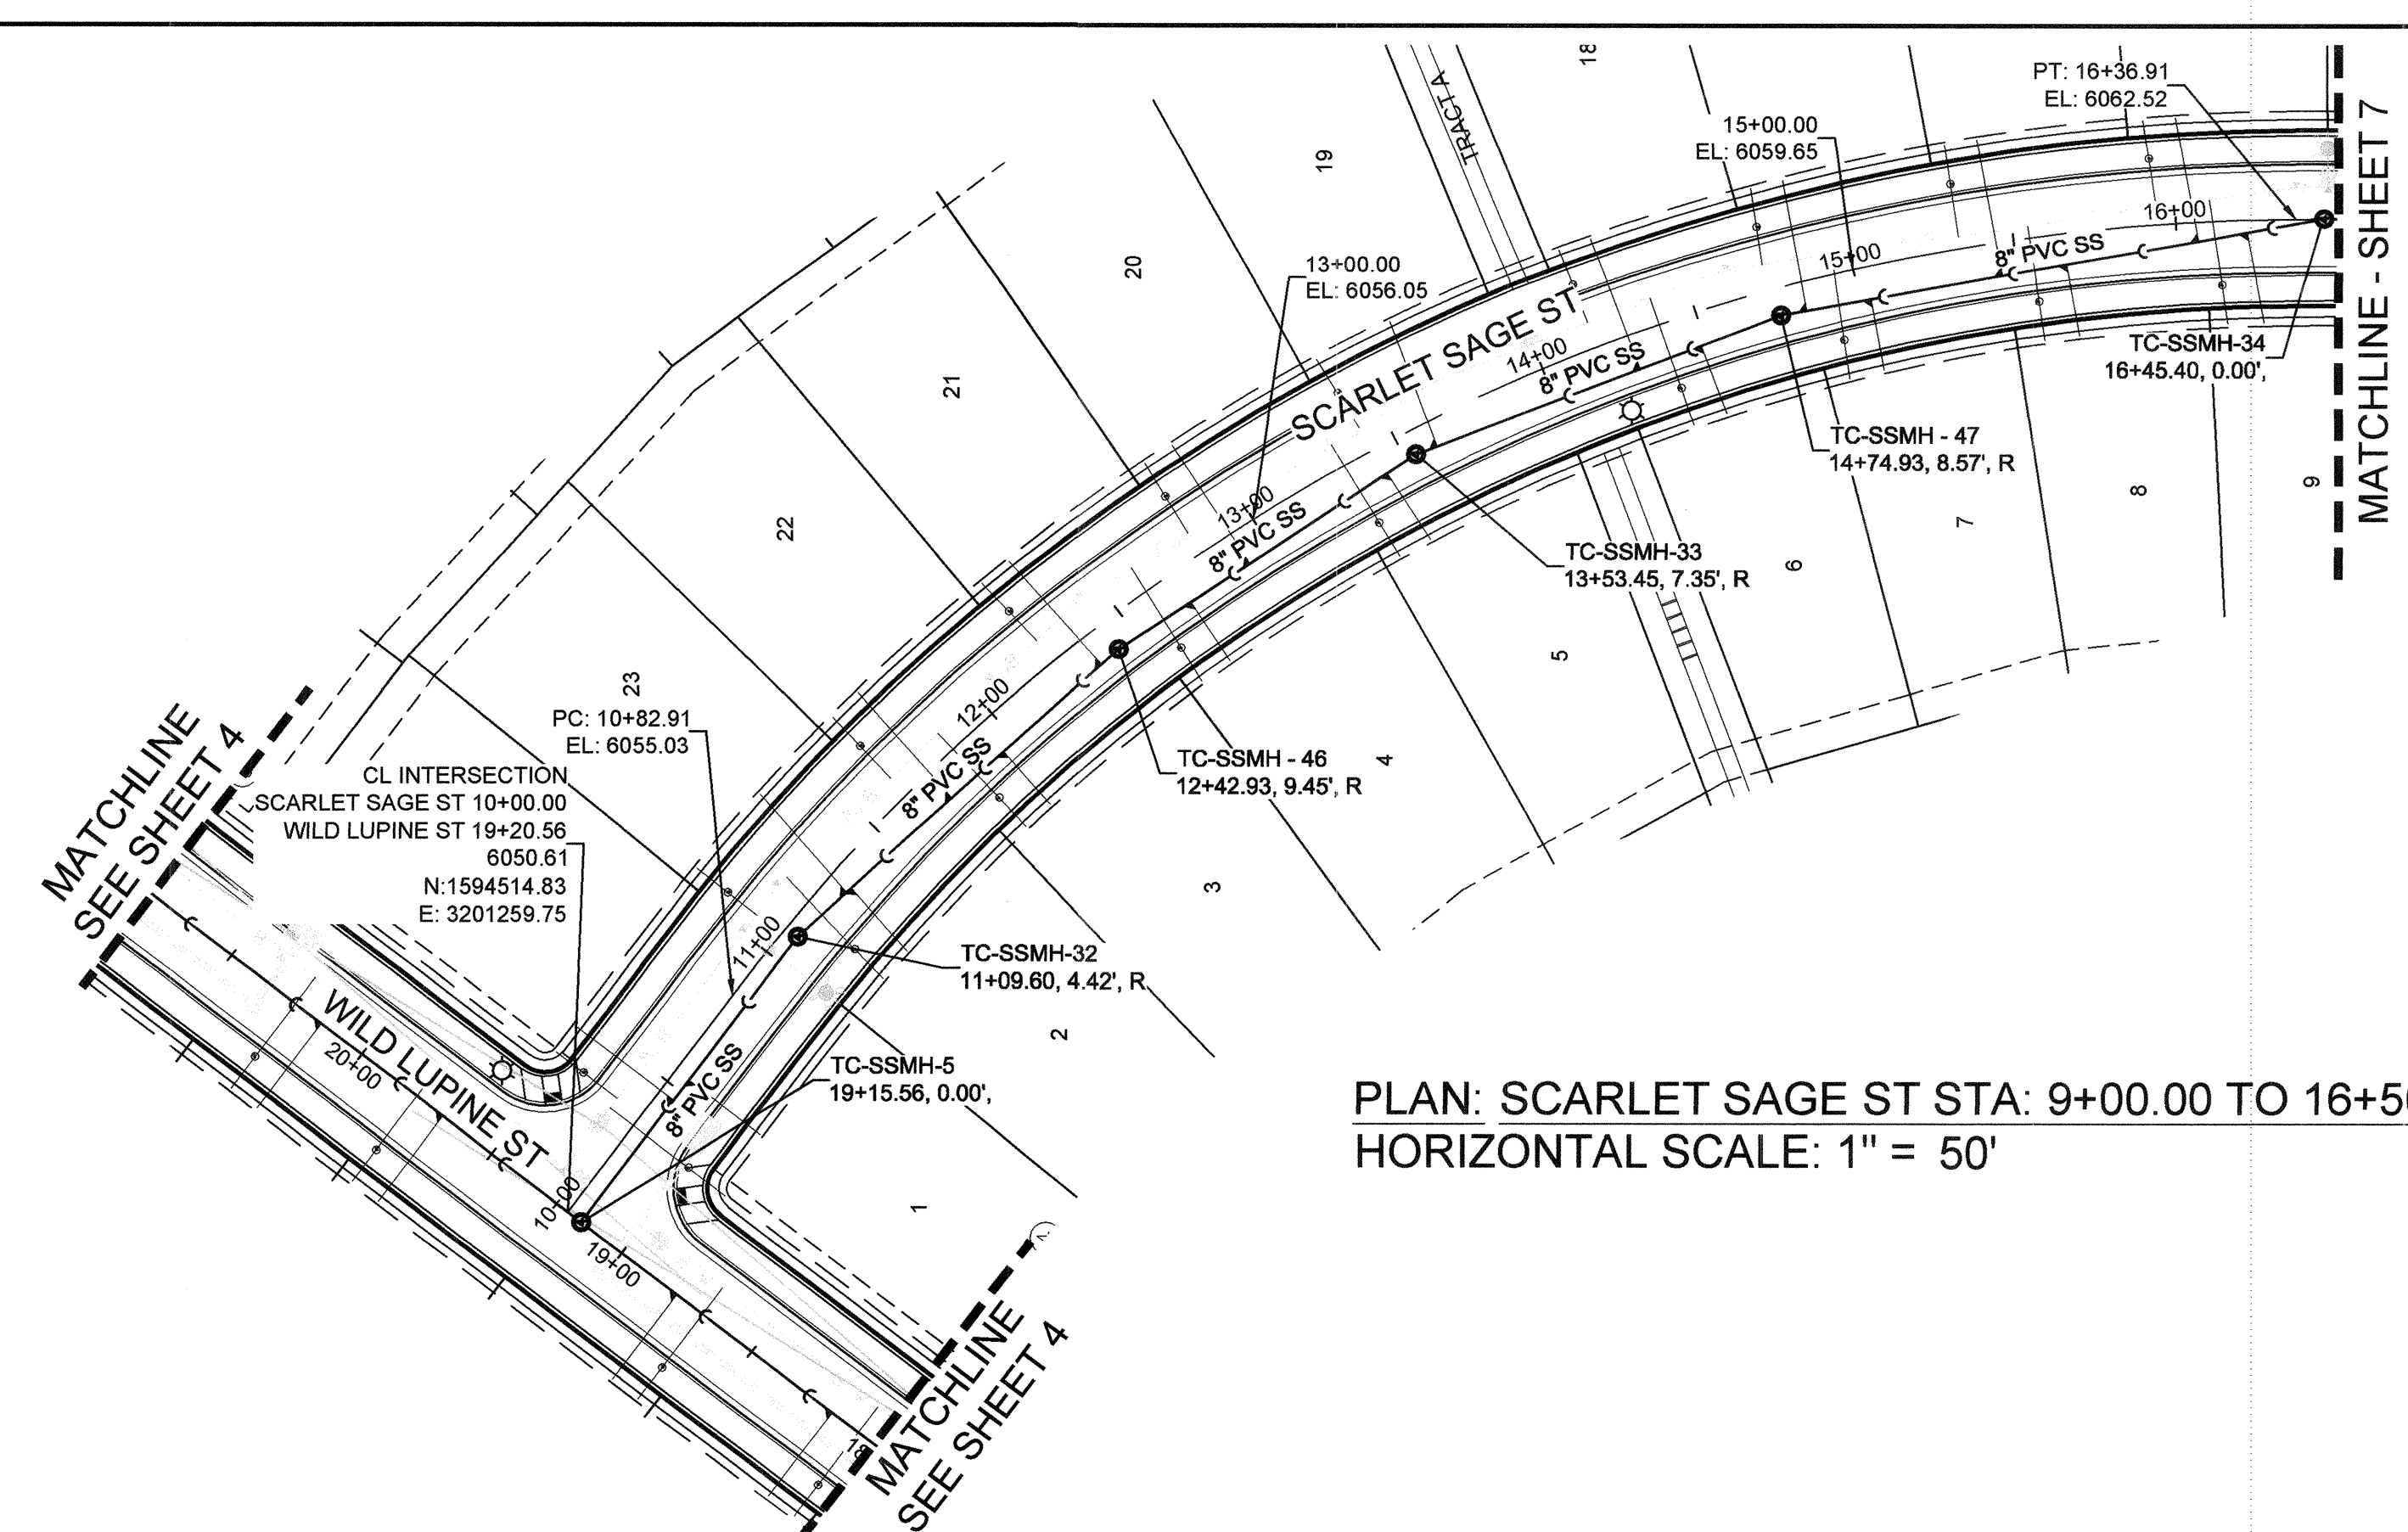 18
PT: 16+36.91
EL: 6062.52
TRACT A
19
15+00.00
EL: 6059.65
MATCHLINE - SHEET 7
16+00
15+00
8" PVC SS
20
13+00.00
EL: 6056.05
SCARLET SAGE ST
14+00
8" PVC SS
TC-SSMH-34
16+45.40, 0.00',
21
TC-SSMH - 47
14+74.93, 8.57', R
9
8
7
22
13+00
8" PVC SS
TC-SSMH-33
13+53.45, 7.35', R
6
5
23
12+00
8" PVC SS
PC: 10+82.91
EL: 6055.03
TC-SSMH - 46
12+42.93, 9.45', R
4
MATCHLINE
SEE SHEET 4
CL INTERSECTION
SCARLET SAGE ST 10+00.00
WILD LUPINE ST 19+20.56
6050.61
N:1594514.83
E: 3201259.75
3
11+00
TC-SSMH-32
11+09.60, 4.42', R
2
WILD LUPINE ST
20+00
8" PVC SS
TC-SSMH-5
19+15.56, 0.00',
PLAN: SCARLET SAGE ST STA: 9+00.00 TO 16+5
HORIZONTAL SCALE: 1" = 50'
10+00
1
19+00
18
MATCHLINE
SEE SHEET 4